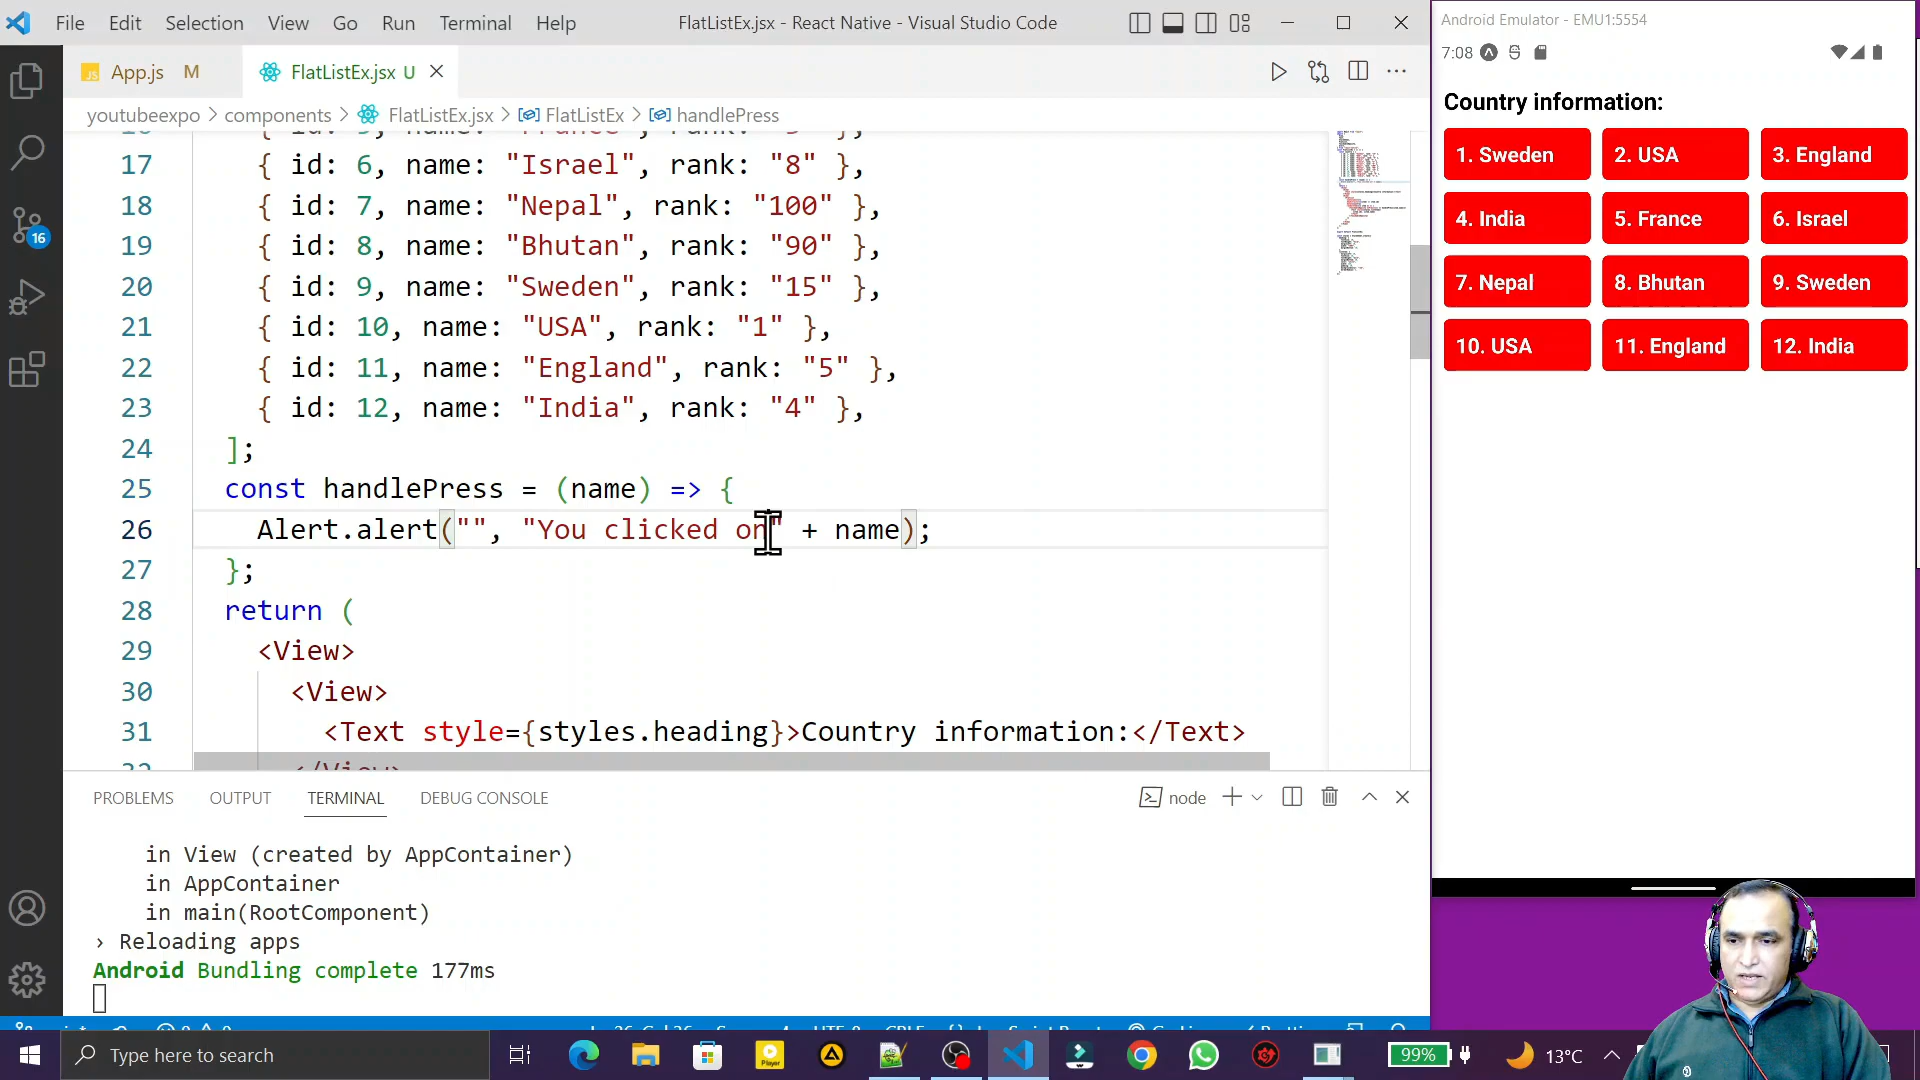 File Edit Selection View Go Run Terminal Help
FlatListEx.jsx - React Native - Visual Studio Code
JS App.js M
FlatListEx.jsx U
youtubeexpo > components > FlatListEx.jsx > FlatListEx > handlePress
17 { id: 6, name: "Israel", rank: "8" },
18 { id: 7, name: "Nepal", rank: "100" },
19 { id: 8, name: "Bhutan", rank: "90" },
20 { id: 9, name: "Sweden", rank: "15" },
21 { id: 10, name: "USA", rank: "1" },
22 { id: 11, name: "England", rank: "5" },
23 { id: 12, name: "India", rank: "4" },
24 ];
25 const handlePress = (name) => {
26 Alert.alert("", "You clicked on" + name);
27 };
28 return (
29 <View>
30 <View>
31 <Text style={styles.heading}>Country information:</Text>
PROBLEMS OUTPUT TERMINAL DEBUG CONSOLE
node
in View (created by AppContainer)
in AppContainer
in main(RootComponent)
› Reloading apps
Android Bundling complete 177ms
Android Emulator - EMU1:5554
7:08
Country information:
1. Sweden 2. USA 3. England
4. India 5. France 6. Israel
7. Nepal 8. Bhutan 9. Sweden
10. USA 11. England 12. India
16
Type here to search
Player
99%
13°C